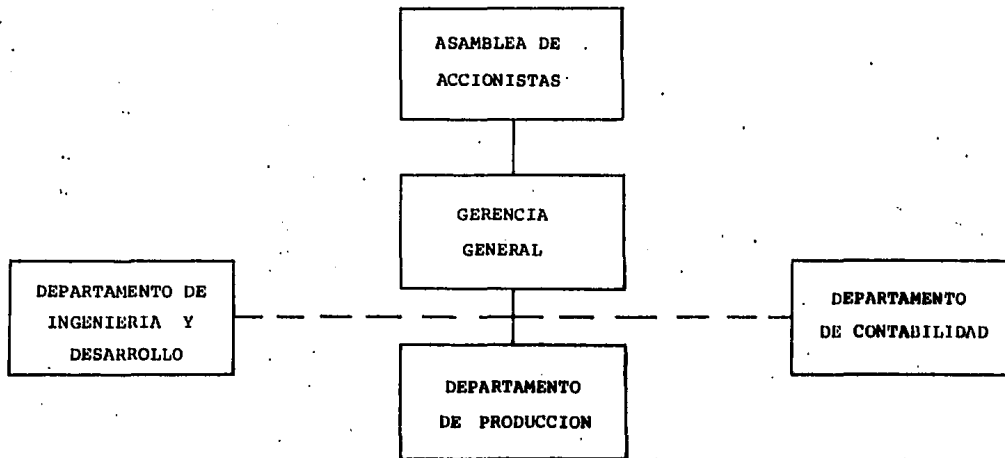 ASAMBLEA DE
ACCIONISTAS
GERENCIA
GENERAL
DEPARTAMENTO DE
INGENIERIA Y
DESARROLLO
DEPARTAMENTO
DE CONTABILIDAD
DEPARTAMENTO
DE PRODUCCION